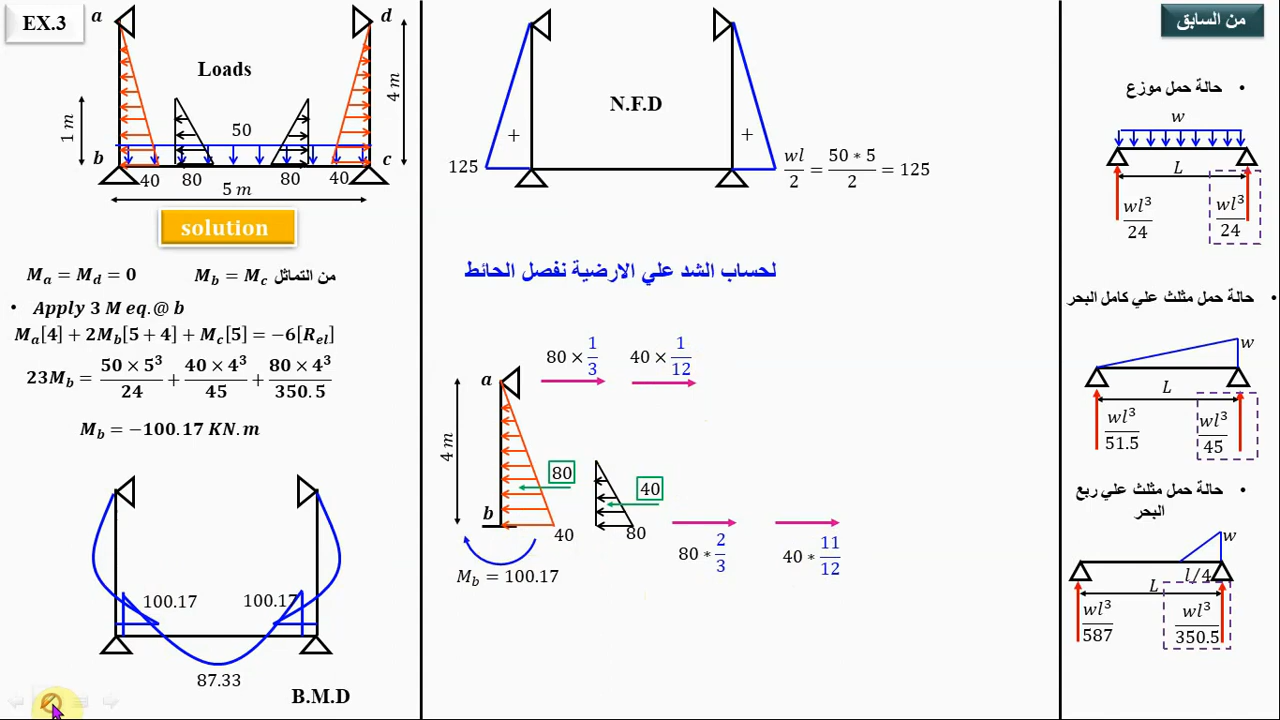 EX.3
a
d
Loads
4 m
1 m
50
b
c
40
80
80
40
5 m
solution
Mₐ = M_d = 0
M_b = M_c من التماثل
• Apply 3 M eq.@ b
Mₐ[4] + 2M_b[5 + 4] + M_c[5] = −6[R_el]
23M_b = 50 × 5³/24 + 40 × 4³/45 + 80 × 4³/350.5
M_b = −100.17 KN.m
100.17
100.17
87.33
B.M.D
N.F.D
+
+
125
wl/2 = 50 ∗ 5/2 = 125
لحساب الشد علي الارضية نفصل الحائط
80 × 1/3
40 × 1/12
a
4 m
80
40
b
40
80
M_b = 100.17
80 ∗ 2/3
40 ∗ 11/12
من السابق
• حالة حمل موزع
w
L
wl³/24
wl³/24
• حالة حمل مثلث علي كامل البحر
w
L
wl³/51.5
wl³/45
• حالة حمل مثلث علي ربع
البحر
w
l/4
L
wl³/587
wl³/350.5